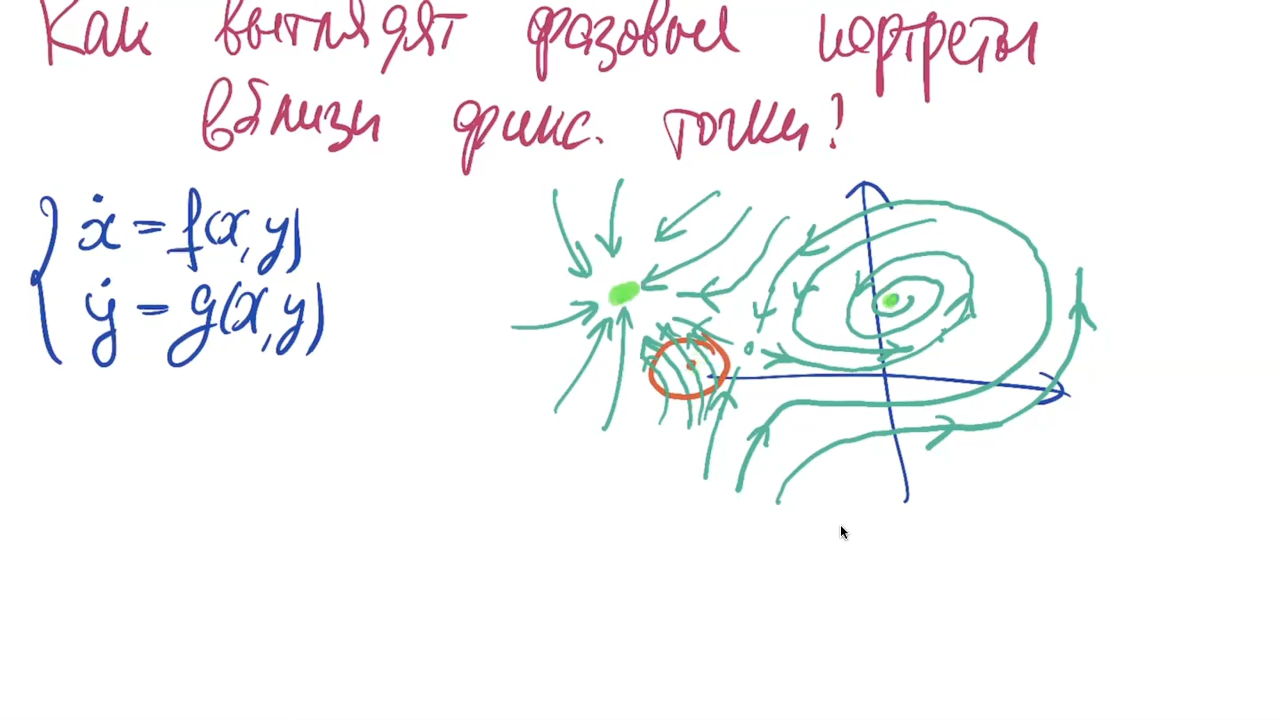 Как выглядят фазовые портреты
вблизи фикс. точки?
ẋ = f(x,y)
ẏ = g(x,y)